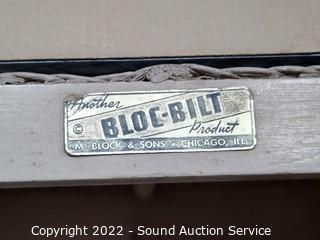 Another
BLOC-BILT
©
Product
M. BLOCK & SONS • CHICAGO, ILL.
Copyright 2022 - Sound Auction Service